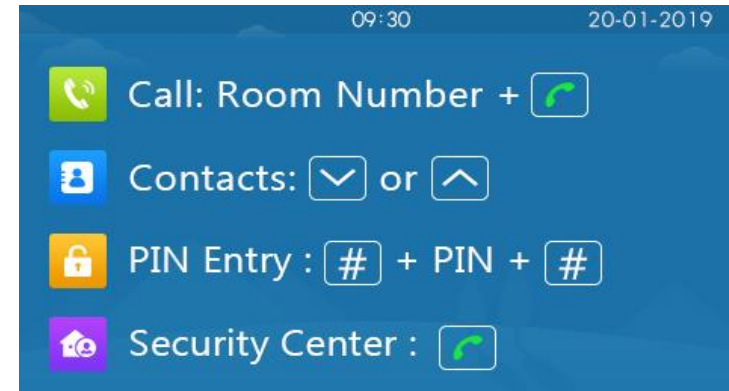 09:30 20-01-2019
Call: Room Number +
Contacts: or
PIN Entry : # + PIN + #
Security Center :